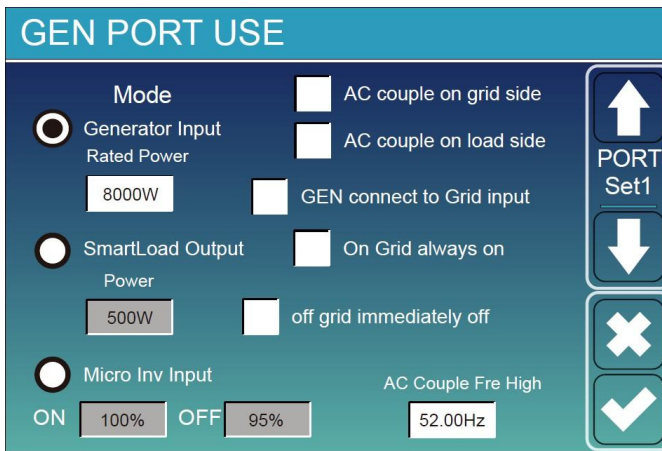 GEN PORT USE
Mode
AC couple on grid side
Generator Input
AC couple on load side
Rated Power
8000W
GEN connect to Grid input
SmartLoad Output
On Grid always on
Power
500W
off grid immediately off
Micro Inv Input
AC Couple Fre High
ON 100% OFF 95%
52.00Hz
PORT
Set1